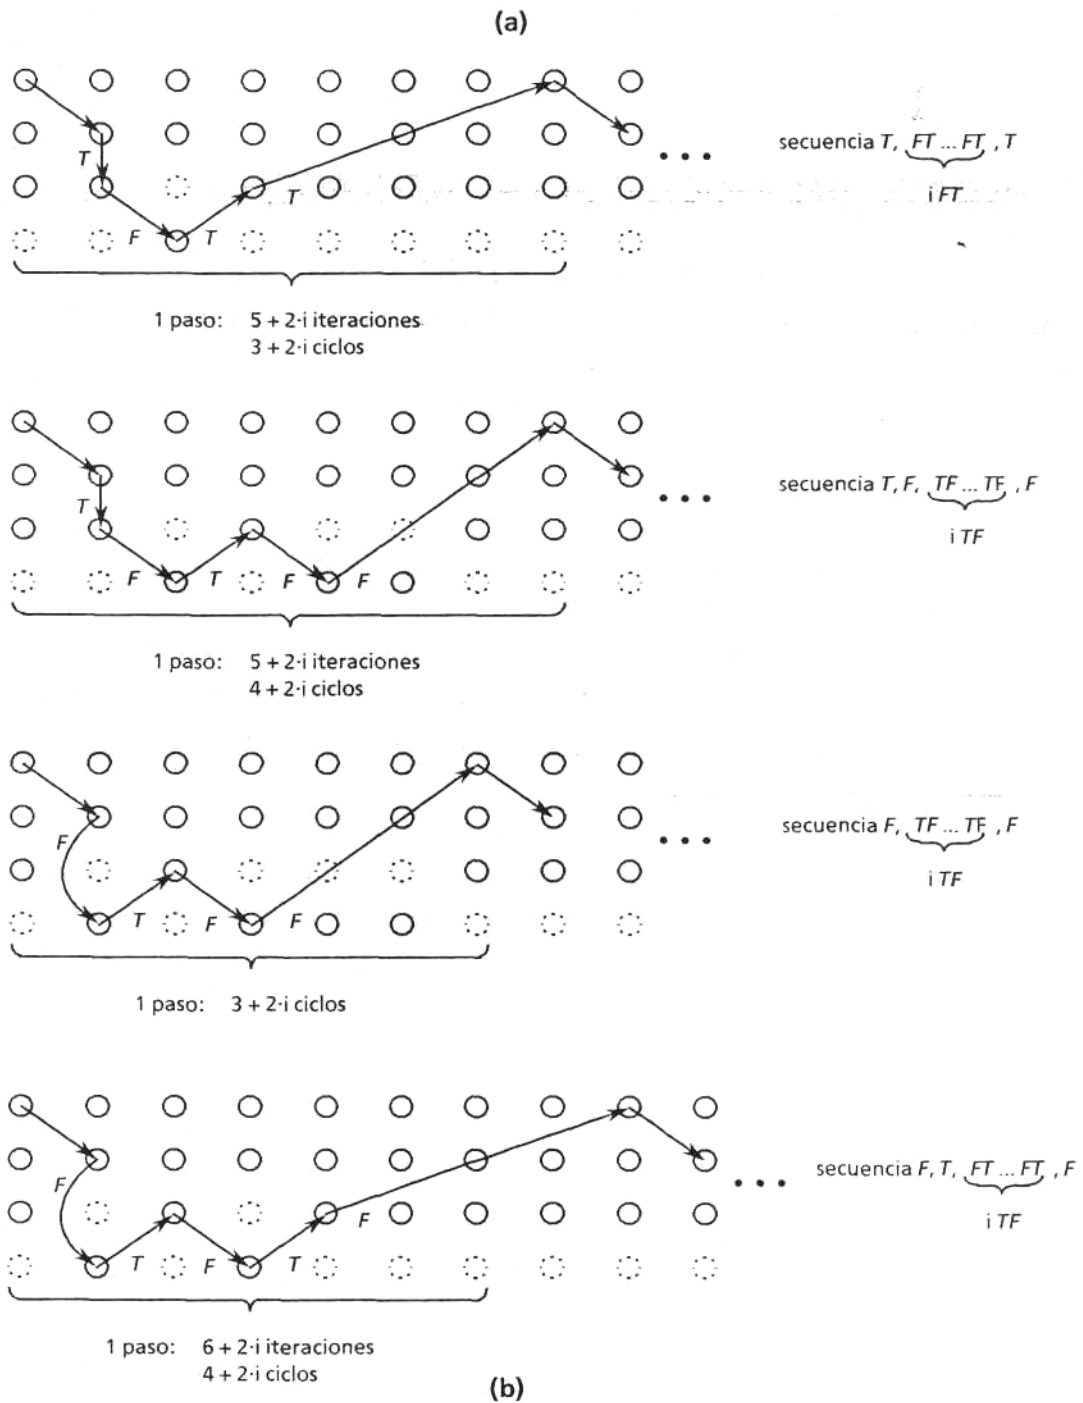 (a)
T
F T
T
secuencia T, FT ... FT , T
i FT
1 paso: 5 + 2·i iteraciones
3 + 2·i ciclos
T
F T F F
secuencia T, F, TF ... TF , F
i TF
1 paso: 5 + 2·i iteraciones
4 + 2·i ciclos
F
T F F
secuencia F, TF ... TF , F
i TF
1 paso: 3 + 2·i ciclos
F
T F T
F
secuencia F, T, FT ... FT , F
i TF
1 paso: 6 + 2·i iteraciones
4 + 2·i ciclos
(b)